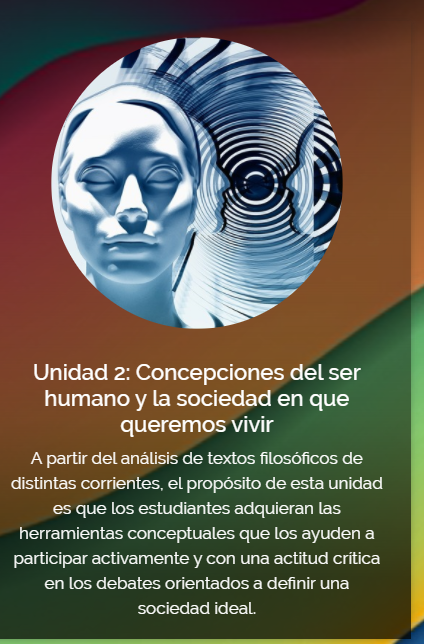 Unidad 2: Concepciones del ser
humano y la sociedad en que
queremos vivir
A partir del análisis de textos filosóficos de
distintas corrientes, el propósito de esta unidad
es que los estudiantes adquieran las
herramientas conceptuales que los ayuden a
participar activamente y con una actitud crítica
en los debates orientados a definir una
sociedad ideal.